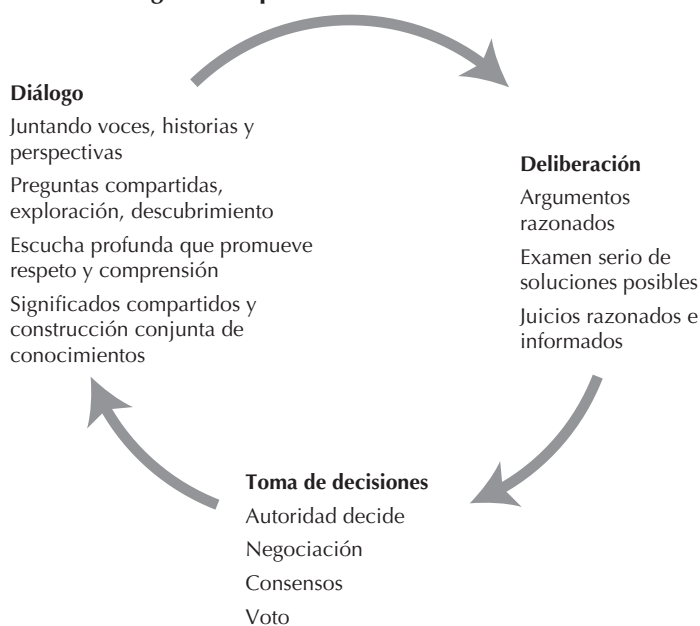 Diálogo
Juntando voces, historias y
perspectivas
Preguntas compartidas,
exploración, descubrimiento
Escucha profunda que promueve
respeto y comprensión
Significados compartidos y
construcción conjunta de
conocimientos
Deliberación
Argumentos
razonados
Examen serio de
soluciones posibles
Juicios razonados e
informados
Toma de decisiones
Autoridad decide
Negociación
Consensos
Voto